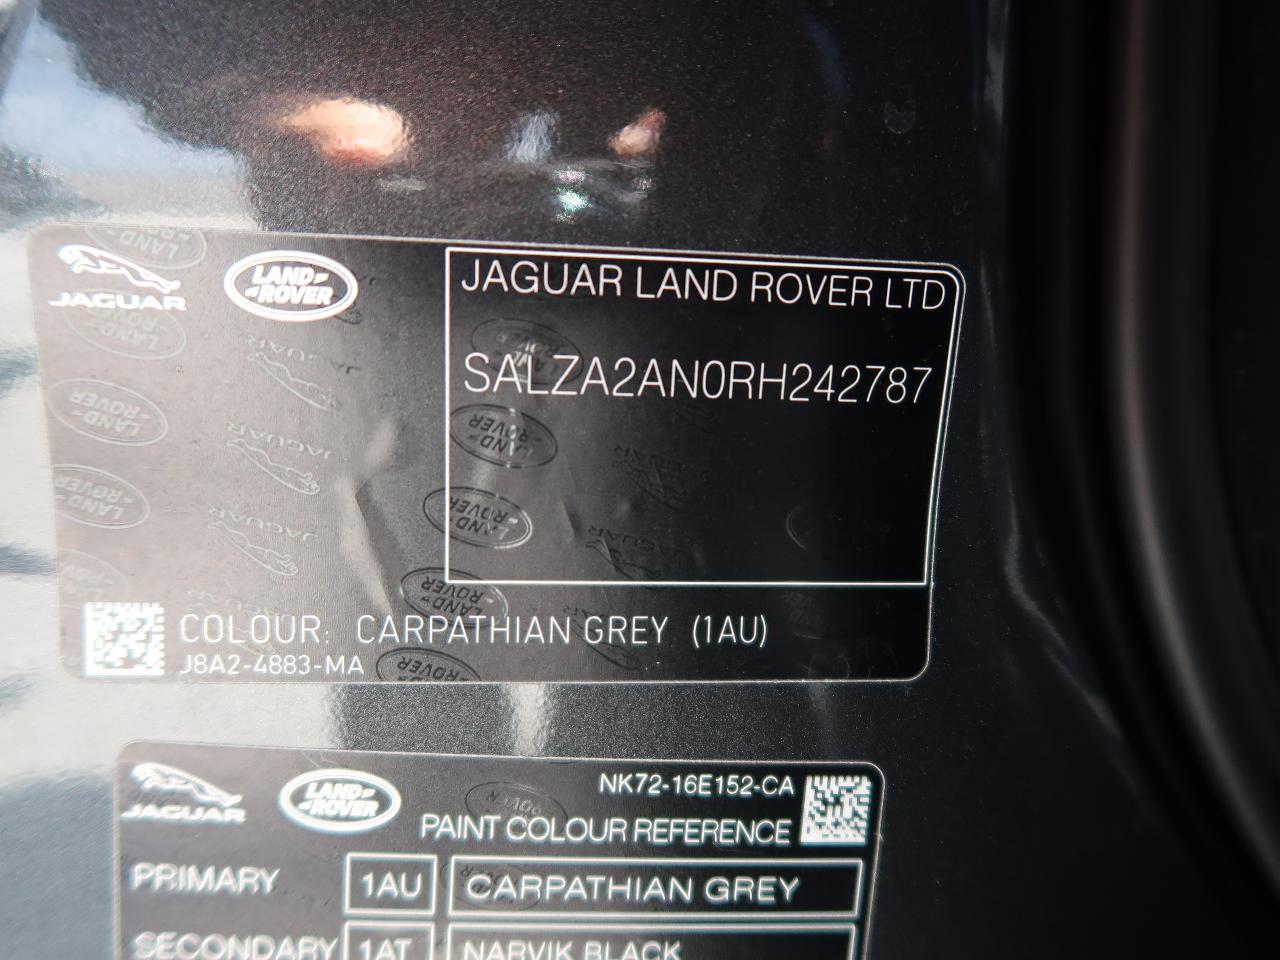 JAGUAR
LAND ROVER
JAGUAR LAND ROVER LTD
SALZA2AN0RH242787
COLOUR: CARPATHIAN GREY (1AU)
J8A2-4883-MA
JAGUAR
LAND ROVER
NK72-16E152-CA
PAINT COLOUR REFERENCE
PRIMARY 1AU CARPATHIAN GREY
SECONDARY 1AT NARVIK BLACK